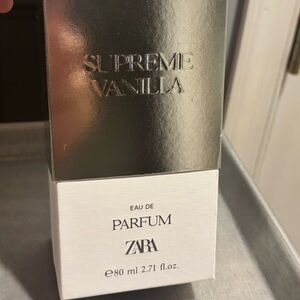 SUPREME
VANILLA
EAU DE
PARFUM
ZARA
℮80 ml 2.71 fl.oz.